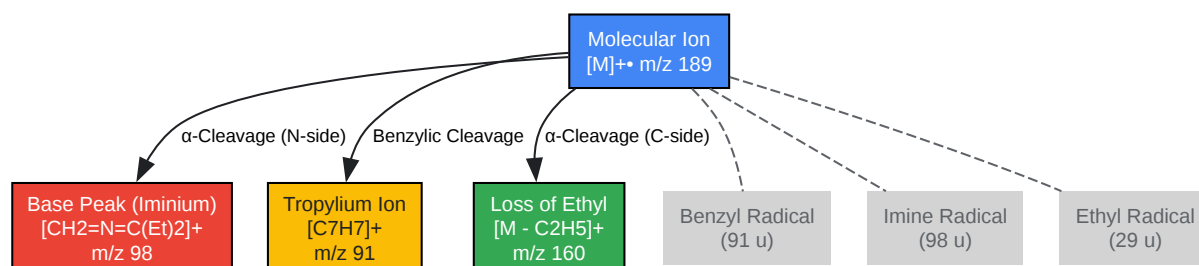 Molecular Ion
[M]+• m/z 189
α-Cleavage (N-side)
Benzylic Cleavage
α-Cleavage (C-side)
Base Peak (Iminium)
[CH2=N=C(Et)2]+
m/z 98
Tropylium Ion
[C7H7]+
m/z 91
Loss of Ethyl
[M - C2H5]+
m/z 160
Benzyl Radical
(91 u)
Imine Radical
(98 u)
Ethyl Radical
(29 u)